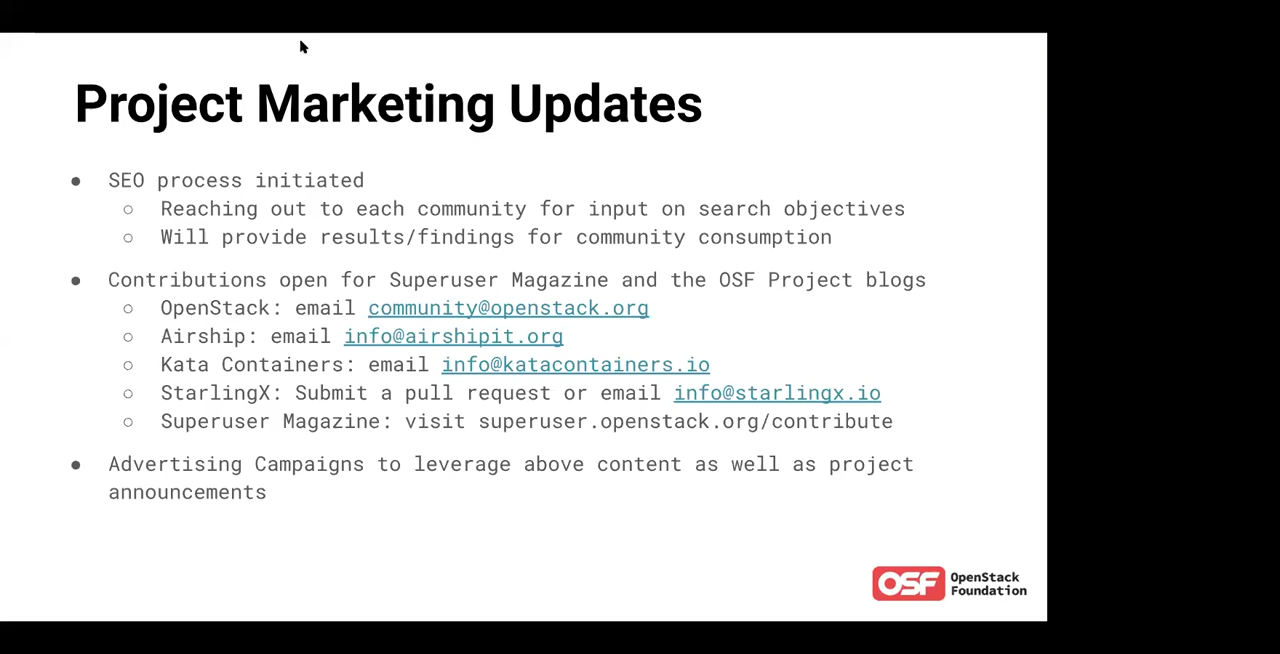 Project Marketing Updates
● SEO process initiated
○ Reaching out to each community for input on search objectives
○ Will provide results/findings for community consumption
● Contributions open for Superuser Magazine and the OSF Project blogs
○ OpenStack: email community@openstack.org
○ Airship: email info@airshipit.org
○ Kata Containers: email info@katacontainers.io
○ StarlingX: Submit a pull request or email info@starlingx.io
○ Superuser Magazine: visit superuser.openstack.org/contribute
● Advertising Campaigns to leverage above content as well as project
announcements
OSF OpenStack
Foundation